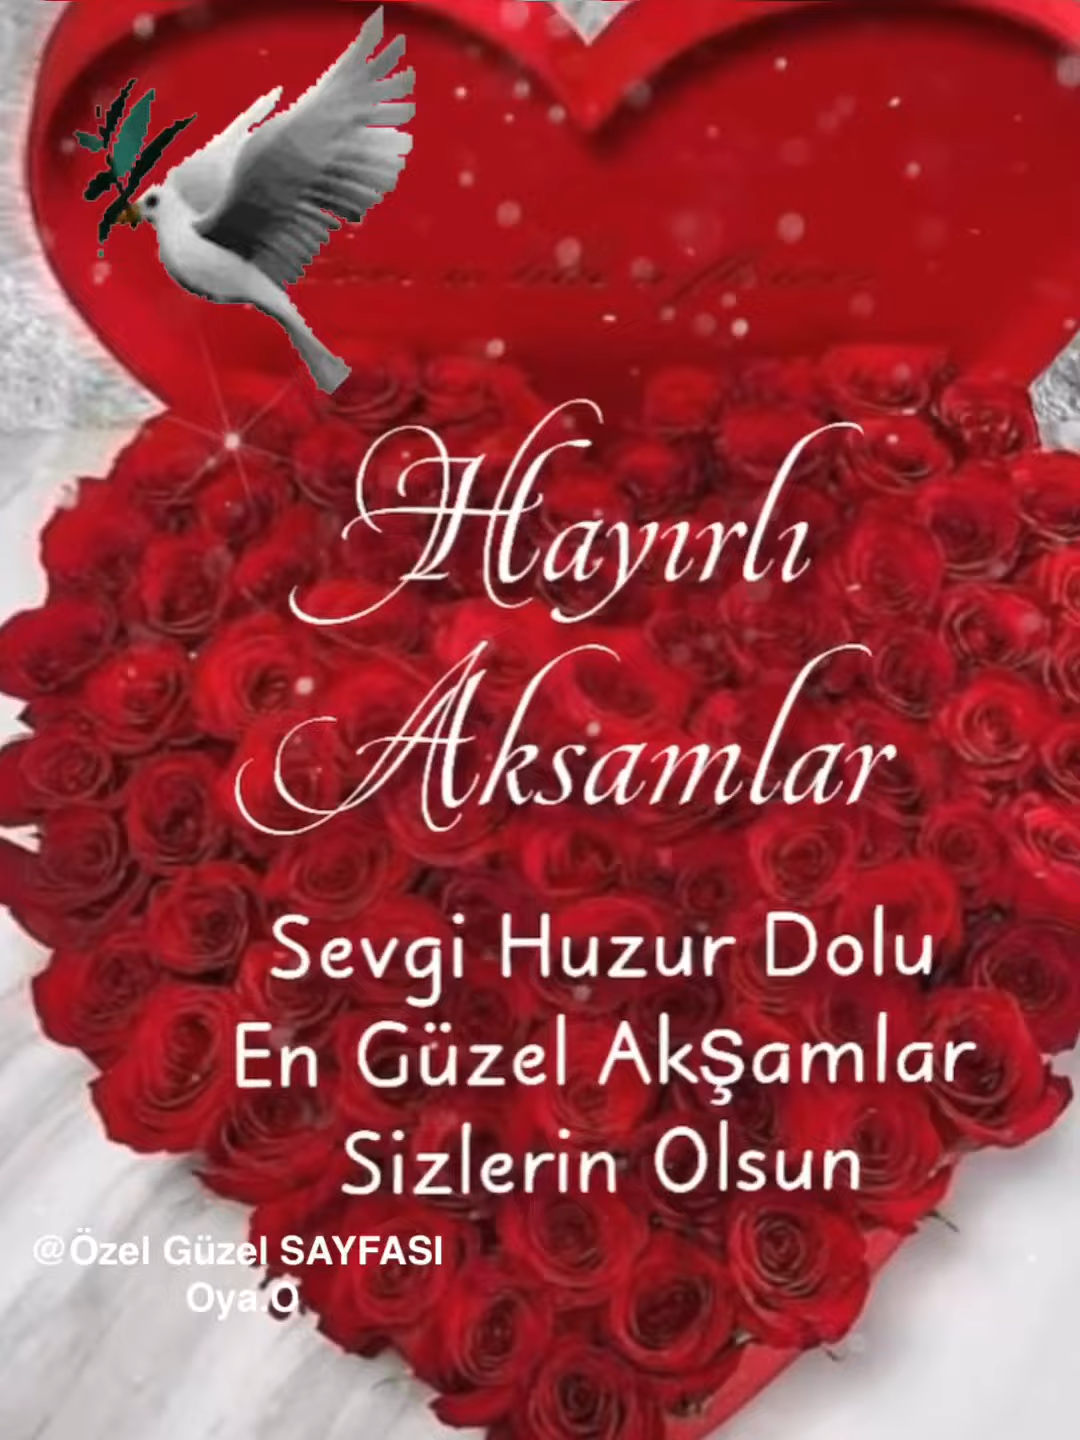 Hayırlı
Aksamlar
Sevgi Huzur Dolu
En Güzel AkŞamlar
Sizlerin Olsun
@Özel Güzel SAYFASI
Oya.Ö